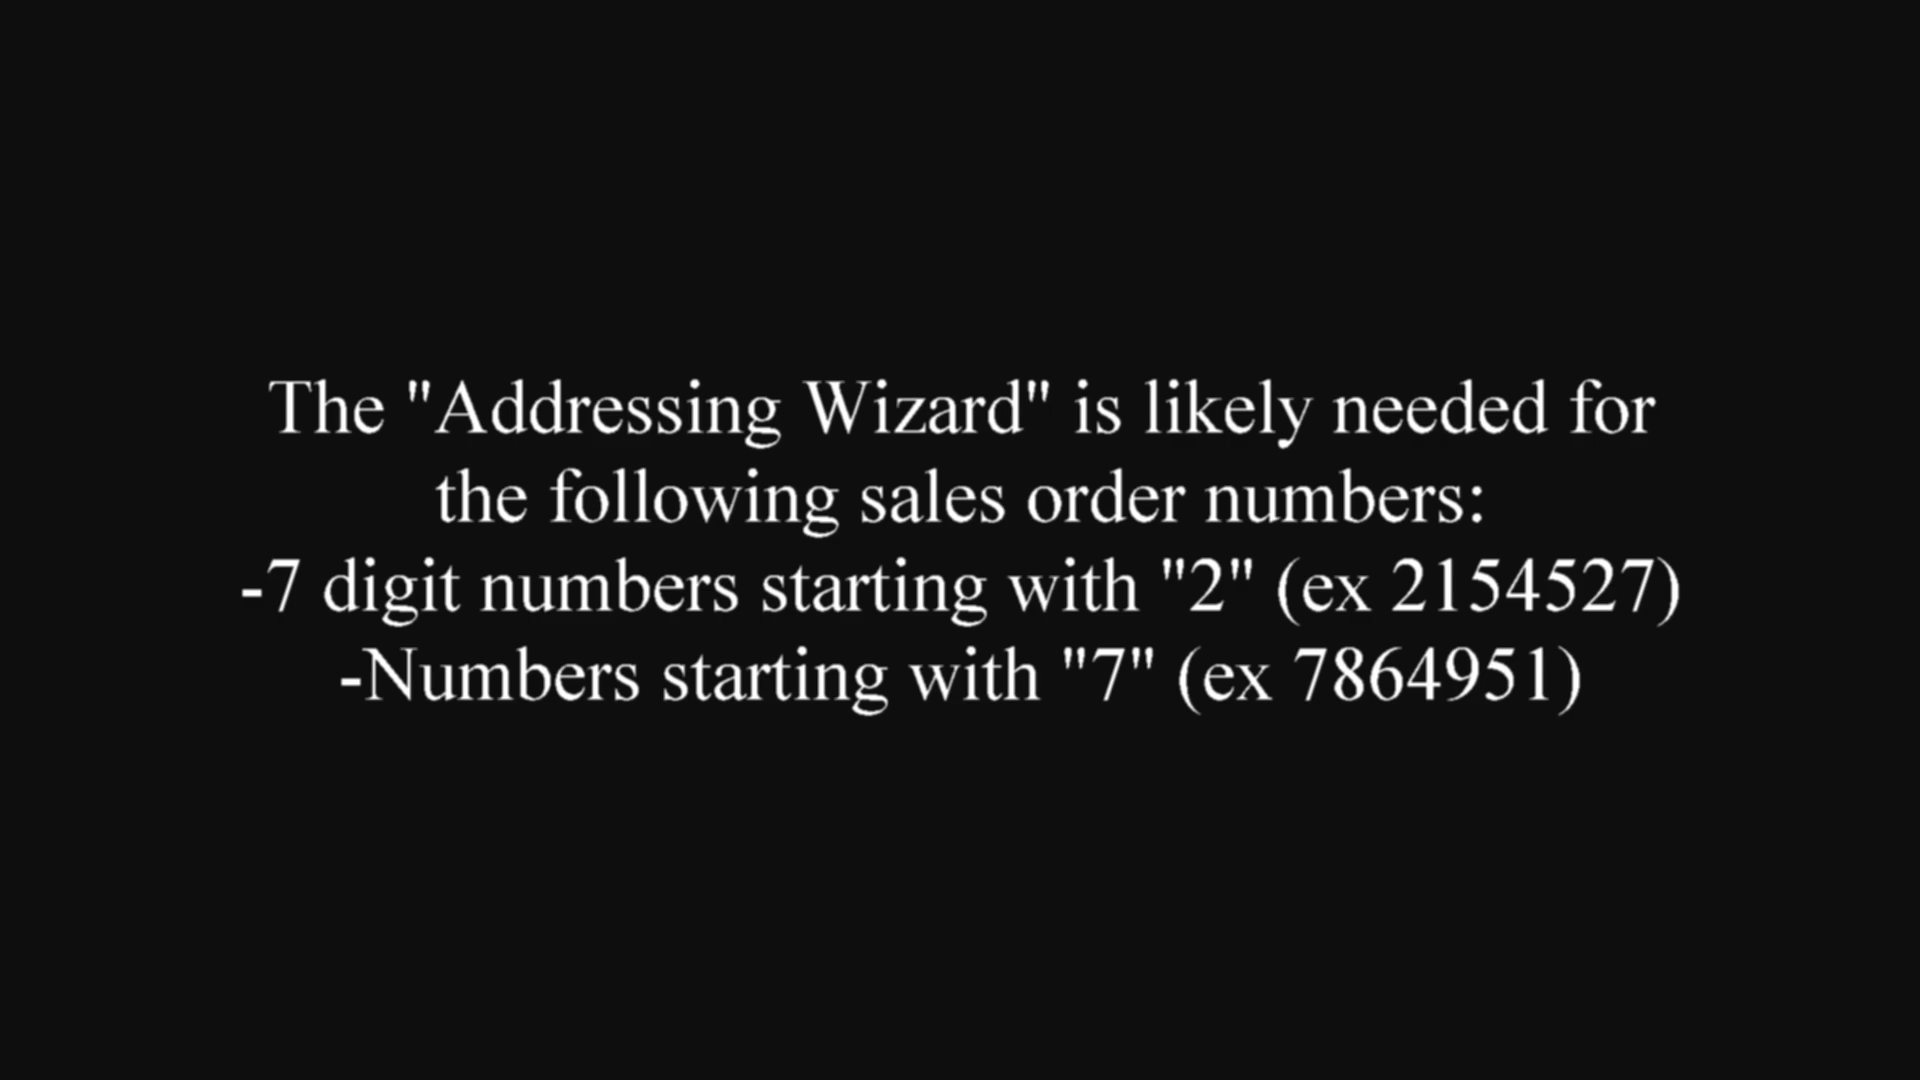 The "Addressing Wizard" is likely needed for
the following sales order numbers:
-7 digit numbers starting with "2" (ex 2154527)
-Numbers starting with "7" (ex 7864951)